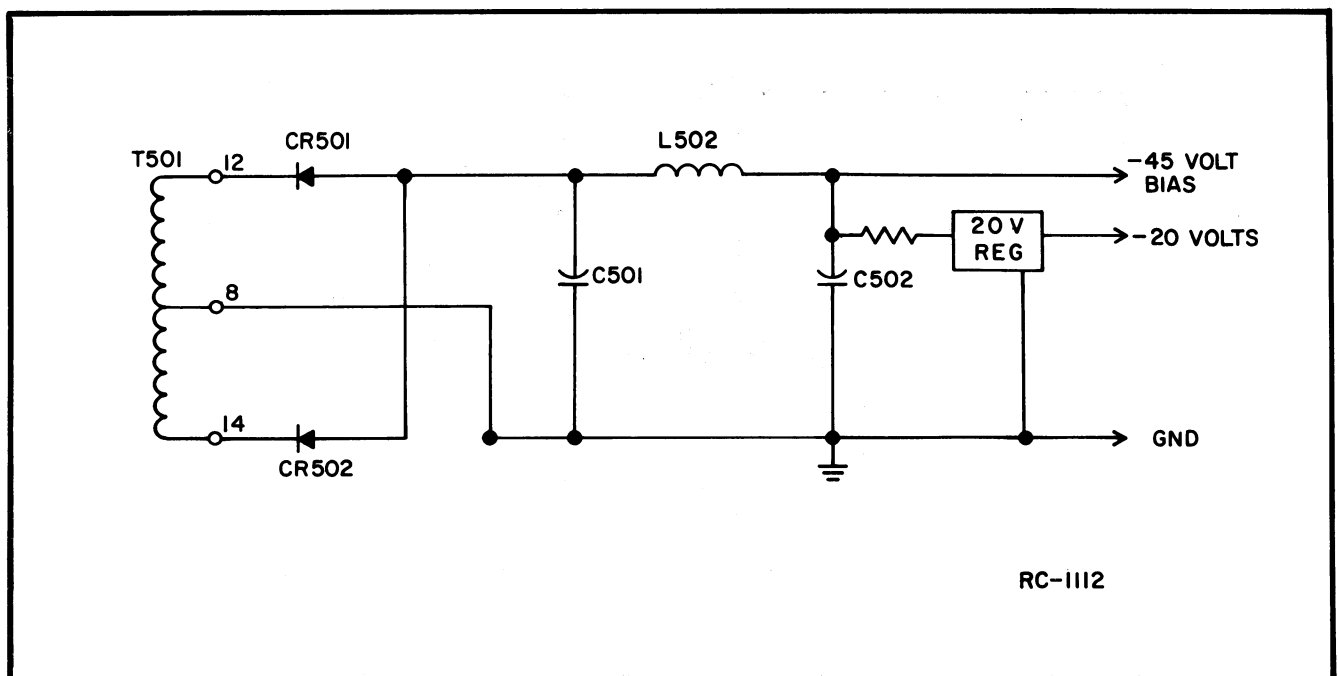 CR501
L502
T501
12
-45 VOLT
BIAS
20 V
REG
-20 VOLTS
C501
C502
8
14
CR502
GND
RC-1112